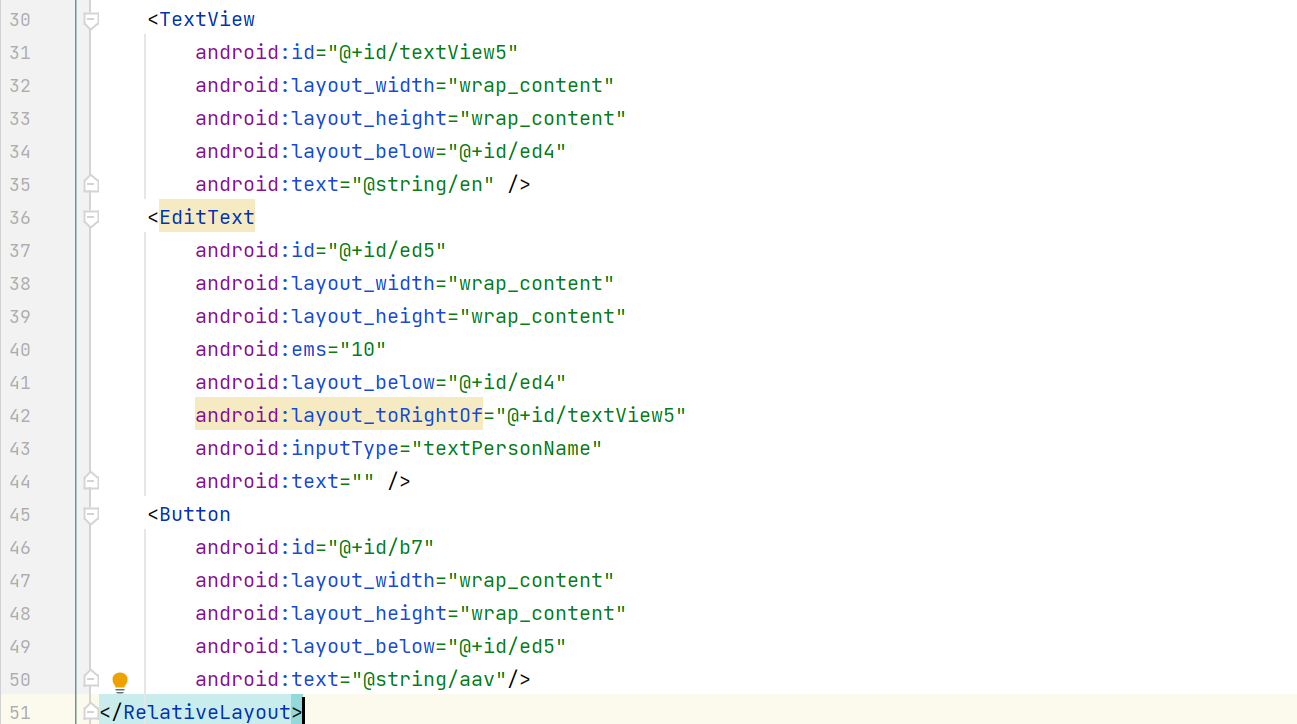 30 <TextView
31 android:id="@+id/textView5"
32 android:layout_width="wrap_content"
33 android:layout_height="wrap_content"
34 android:layout_below="@+id/ed4"
35 android:text="@string/en" />
36 <EditText
37 android:id="@+id/ed5"
38 android:layout_width="wrap_content"
39 android:layout_height="wrap_content"
40 android:ems="10"
41 android:layout_below="@+id/ed4"
42 android:layout_toRightOf="@+id/textView5"
43 android:inputType="textPersonName"
44 android:text="" />
45 <Button
46 android:id="@+id/b7"
47 android:layout_width="wrap_content"
48 android:layout_height="wrap_content"
49 android:layout_below="@+id/ed5"
50 android:text="@string/aav"/>
51 </RelativeLayout>